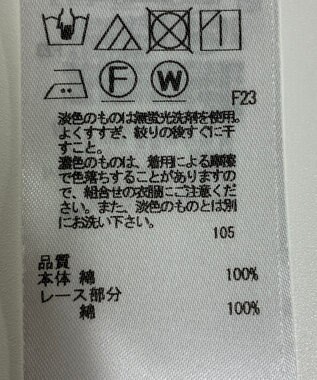 F
W
F23
淡色のものは無蛍光洗剤を使用。
よくすすぎ、絞りの後すぐに干
すこと。
濃色のものは、着用による摩擦
で色落ちすることがありますの
で、組合せの衣服にご注意くだ
さい。また、淡色のものとは別
にお洗い下さい。
105
品質
本体 綿 100%
レース部分
綿 100%